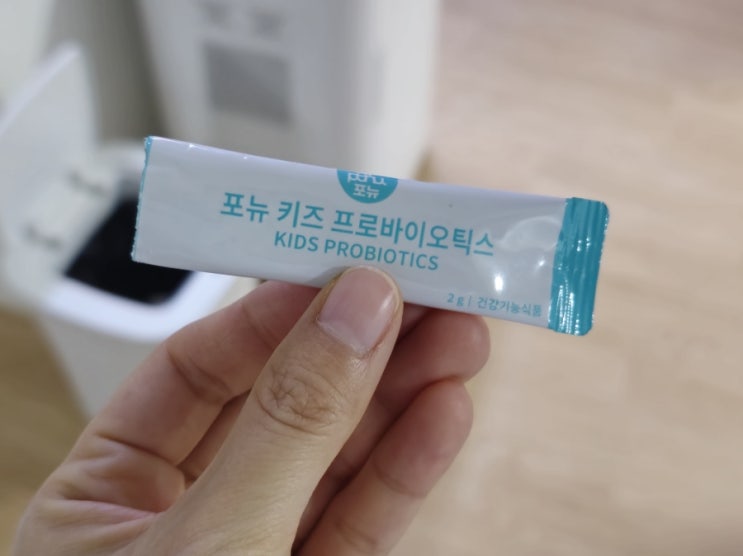 포뉴
포뉴 키즈 프로바이오틱스
KIDS PROBIOTICS
2 g | 건강기능식품